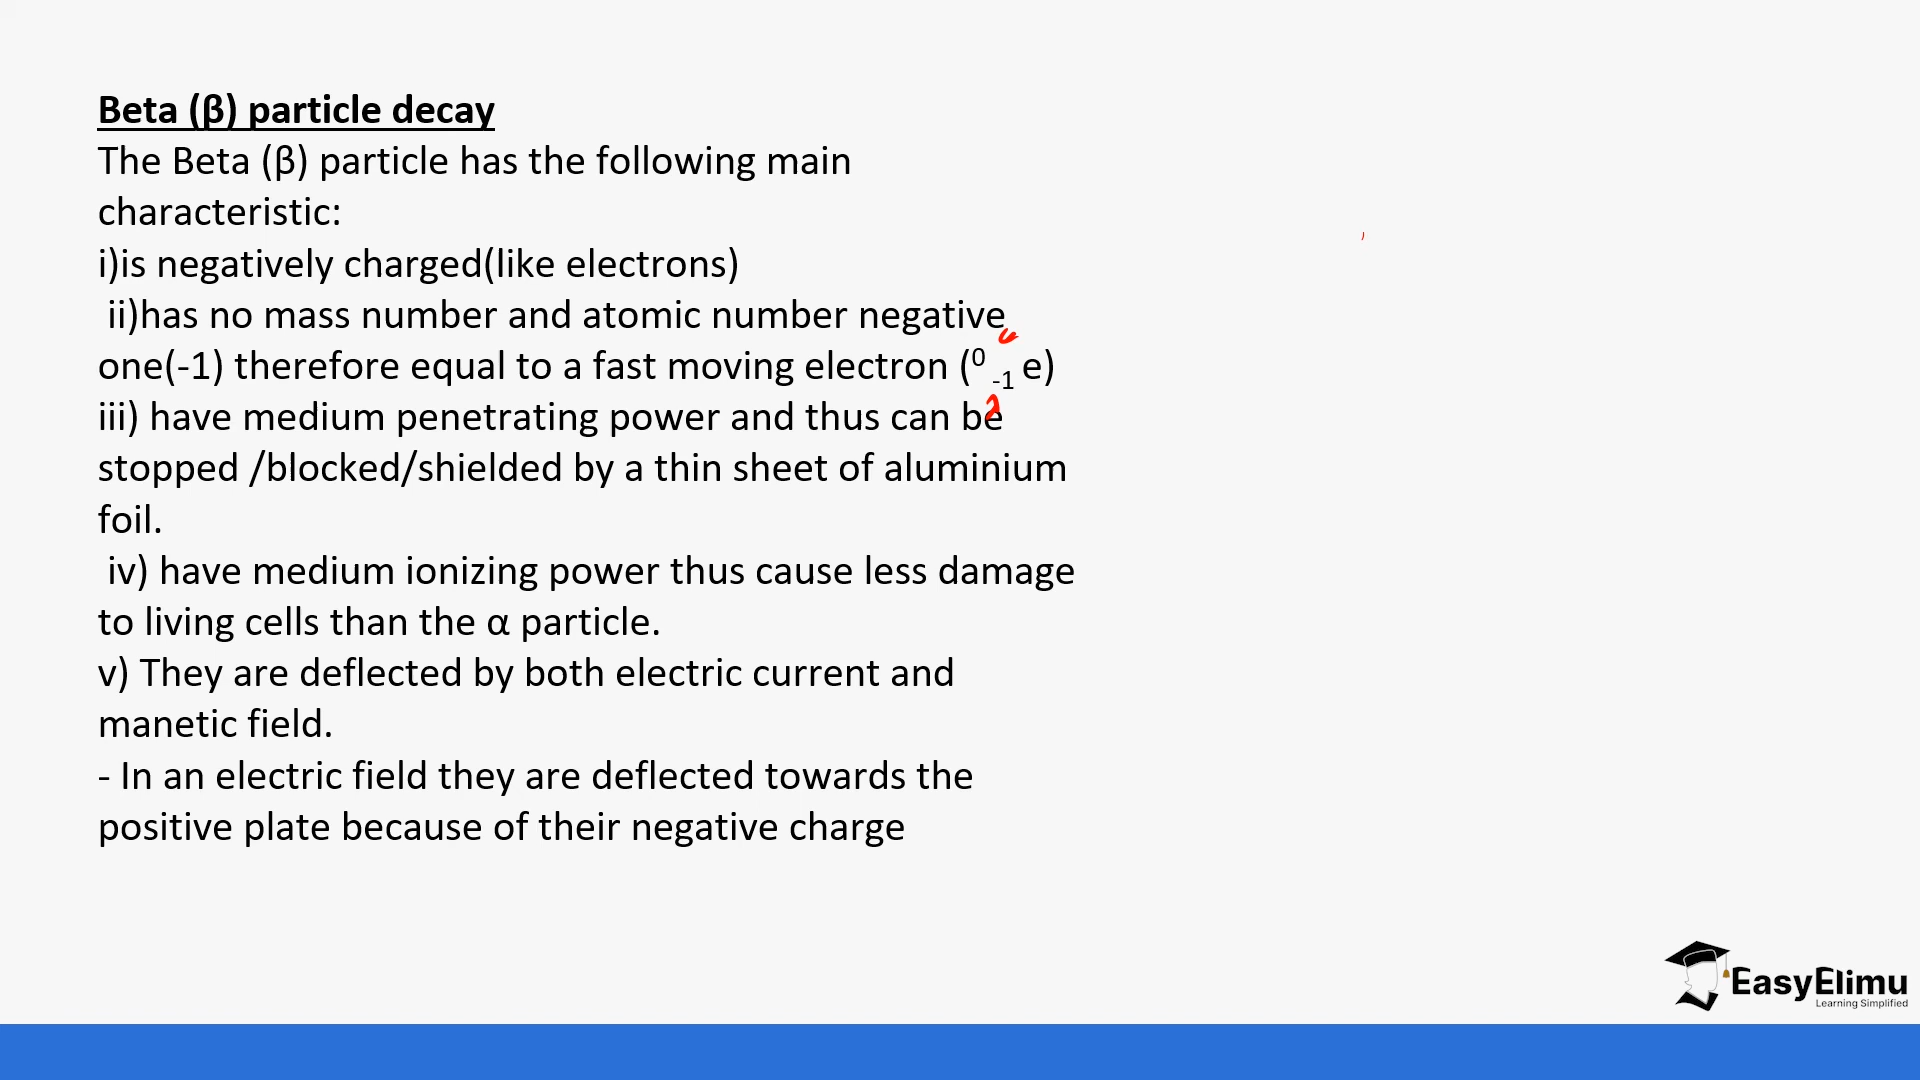 Beta (β) particle decay
The Beta (β) particle has the following main
characteristic:
i)is negatively charged(like electrons)
ii)has no mass number and atomic number negative
one(-1) therefore equal to a fast moving electron (⁰ ₋₁ e)
iii) have medium penetrating power and thus can be
stopped /blocked/shielded by a thin sheet of aluminium
foil.
iv) have medium ionizing power thus cause less damage
to living cells than the α particle.
v) They are deflected by both electric current and
manetic field.
- In an electric field they are deflected towards the
positive plate because of their negative charge
EasyElimu
Learning Simplified